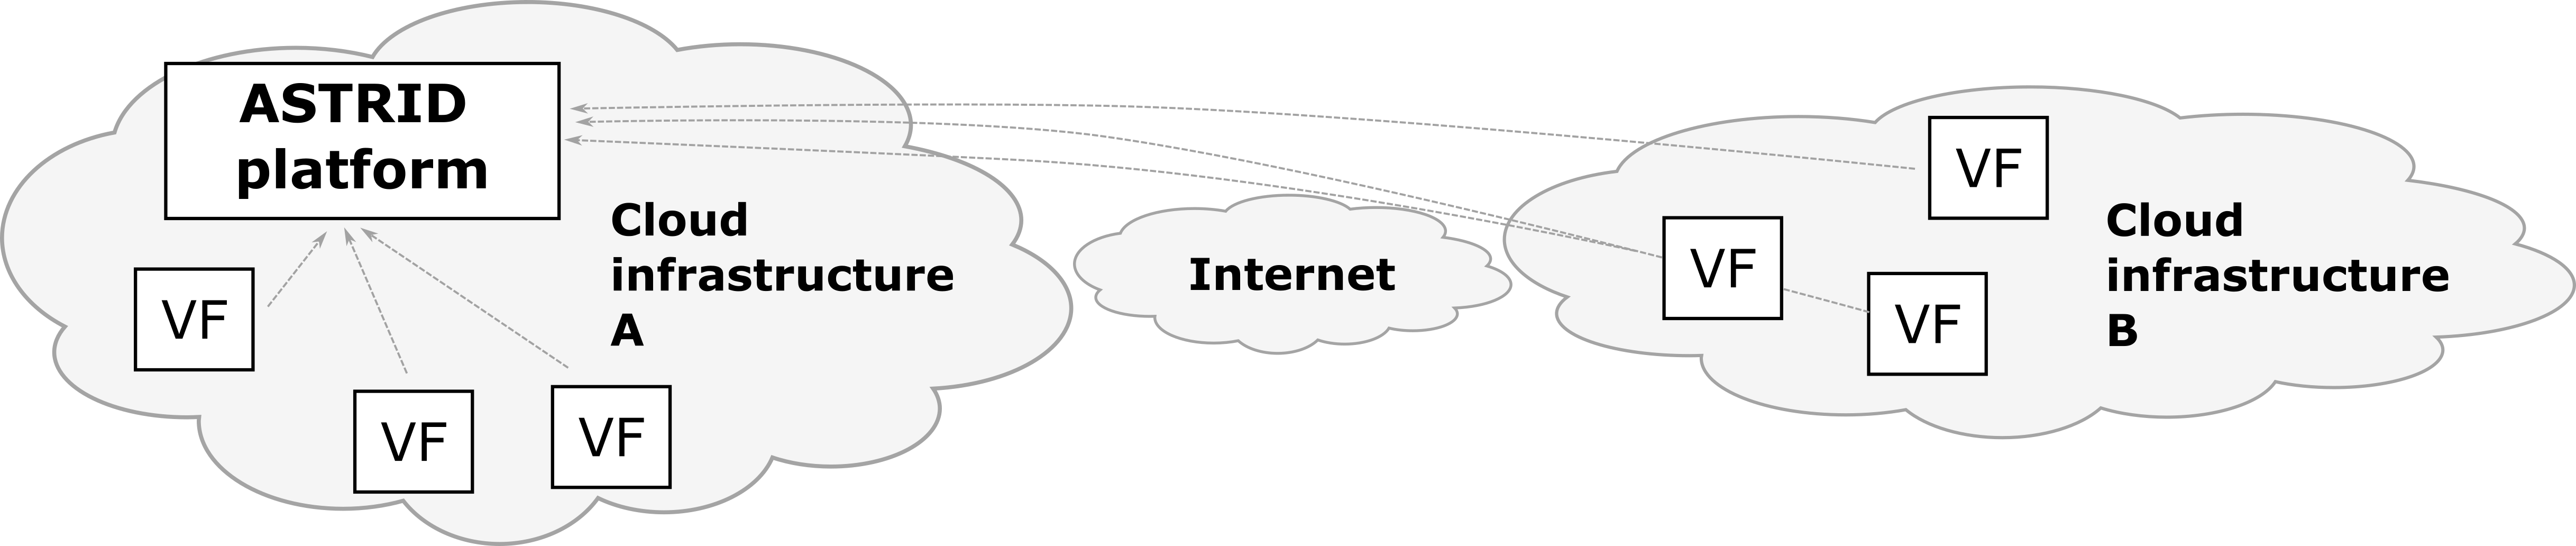 ASTRID
platform
Cloud
infrastructure
A
VF
VF
VF
Internet
VF
VF
VF
Cloud
infrastructure
B